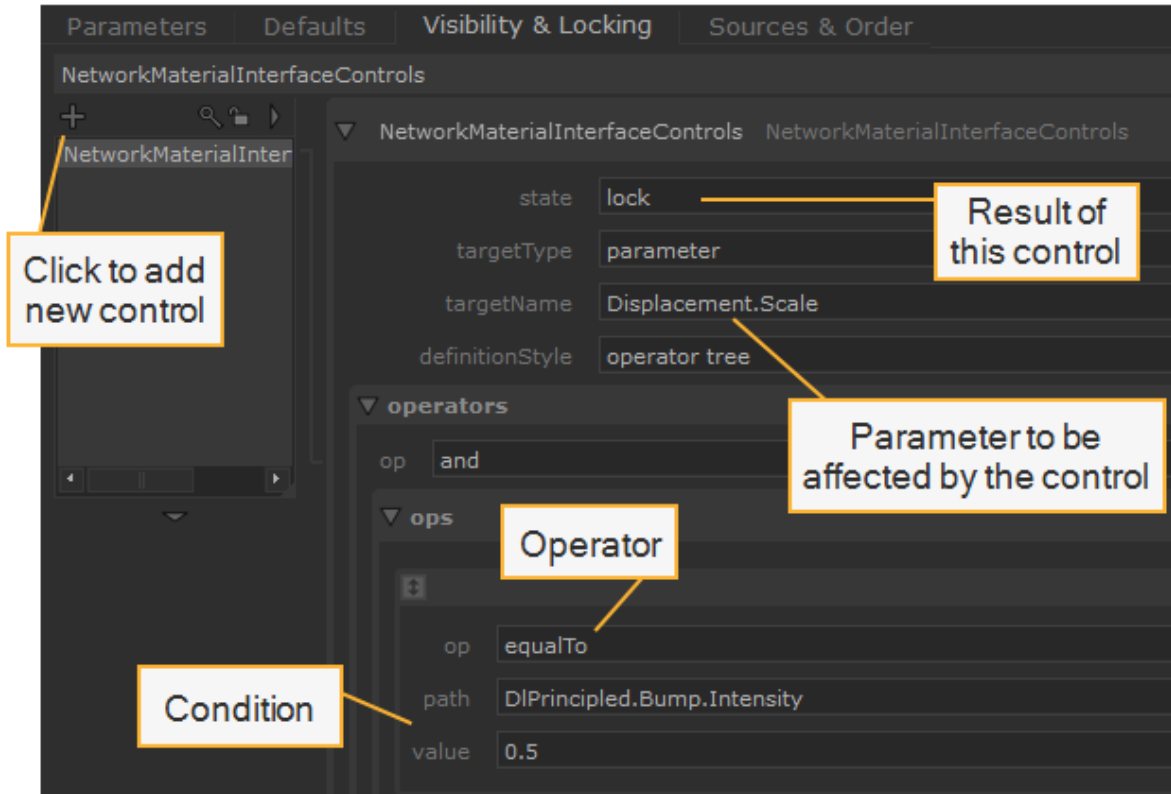 Parameters Defaults Visibility & Locking Sources & Order
NetworkMaterialInterfaceControls
NetworkMaterialInterfaceControls NetworkMaterialInterfaceControls
NetworkMaterialInter
state lock
Result of
this control
targetType parameter
Click to add
new control
targetName Displacement.Scale
definitionStyle operator tree
operators
Parameter to be
affected by the control
op and
ops
Operator
op equalTo
Condition
path DlPrincipled.Bump.Intensity
value 0.5